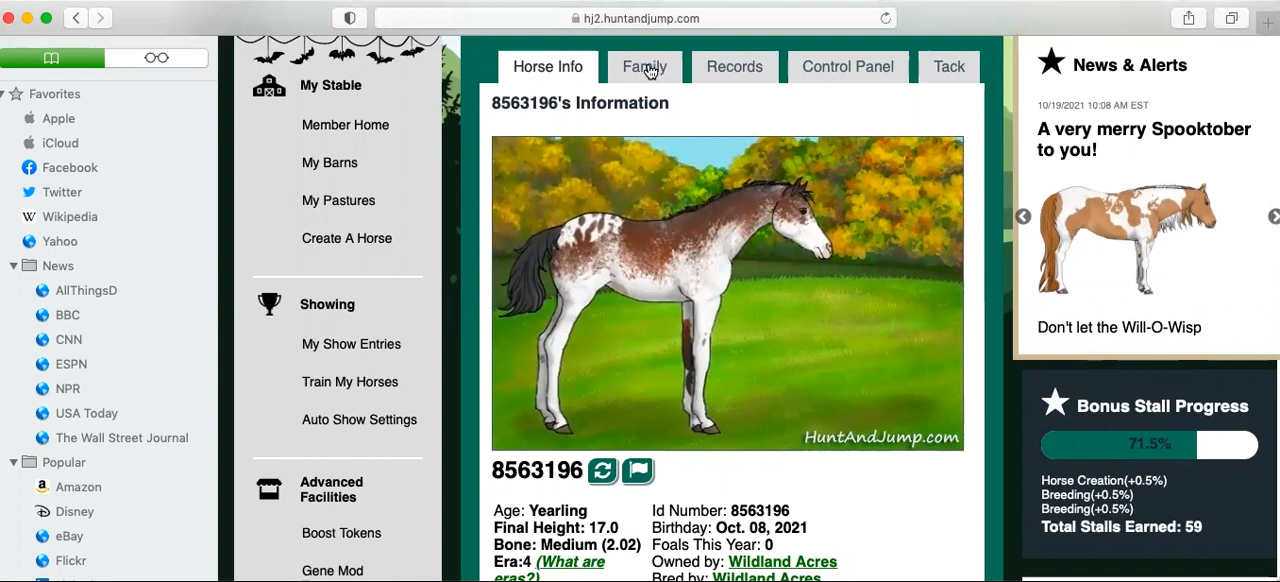 hj2.huntandjump.com
Favorites
Apple
iCloud
Facebook
Twitter
Wikipedia
Yahoo
News
AllThingsD
BBC
CNN
ESPN
NPR
USA Today
The Wall Street Journal
Popular
Amazon
Disney
eBay
Flickr
My Stable
Member Home
My Barns
My Pastures
Create A Horse
Showing
My Show Entries
Train My Horses
Auto Show Settings
Advanced
Facilities
Boost Tokens
Gene Mod
Horse Info Family Records Control Panel Tack
8563196's Information
HuntAndJump.com
8563196
Age: Yearling
Final Height: 17.0
Bone: Medium (2.02)
Era:4 (What are
eras?)
Id Number: 8563196
Birthday: Oct. 08, 2021
Foals This Year: 0
Owned by: Wildland Acres
Bred by: Wildland Acres
News & Alerts
10/19/2021 10:08 AM EST
A very merry Spooktober
to you!
Don't let the Will-O-Wisp
Bonus Stall Progress
71.5%
Horse Creation(+0.5%)
Breeding(+0.5%)
Breeding(+0.5%)
Total Stalls Earned: 59